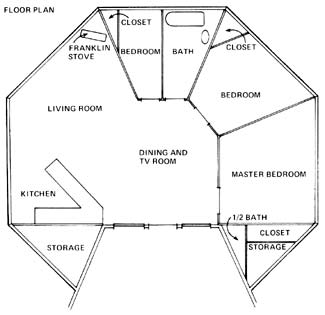 FLOOR PLAN
CLOSET
FRANKLIN
STOVE
BEDROOM
BATH
CLOSET
LIVING ROOM
BEDROOM
DINING AND
TV ROOM
MASTER BEDROOM
KITCHEN
1/2 BATH
CLOSET
STORAGE
STORAGE